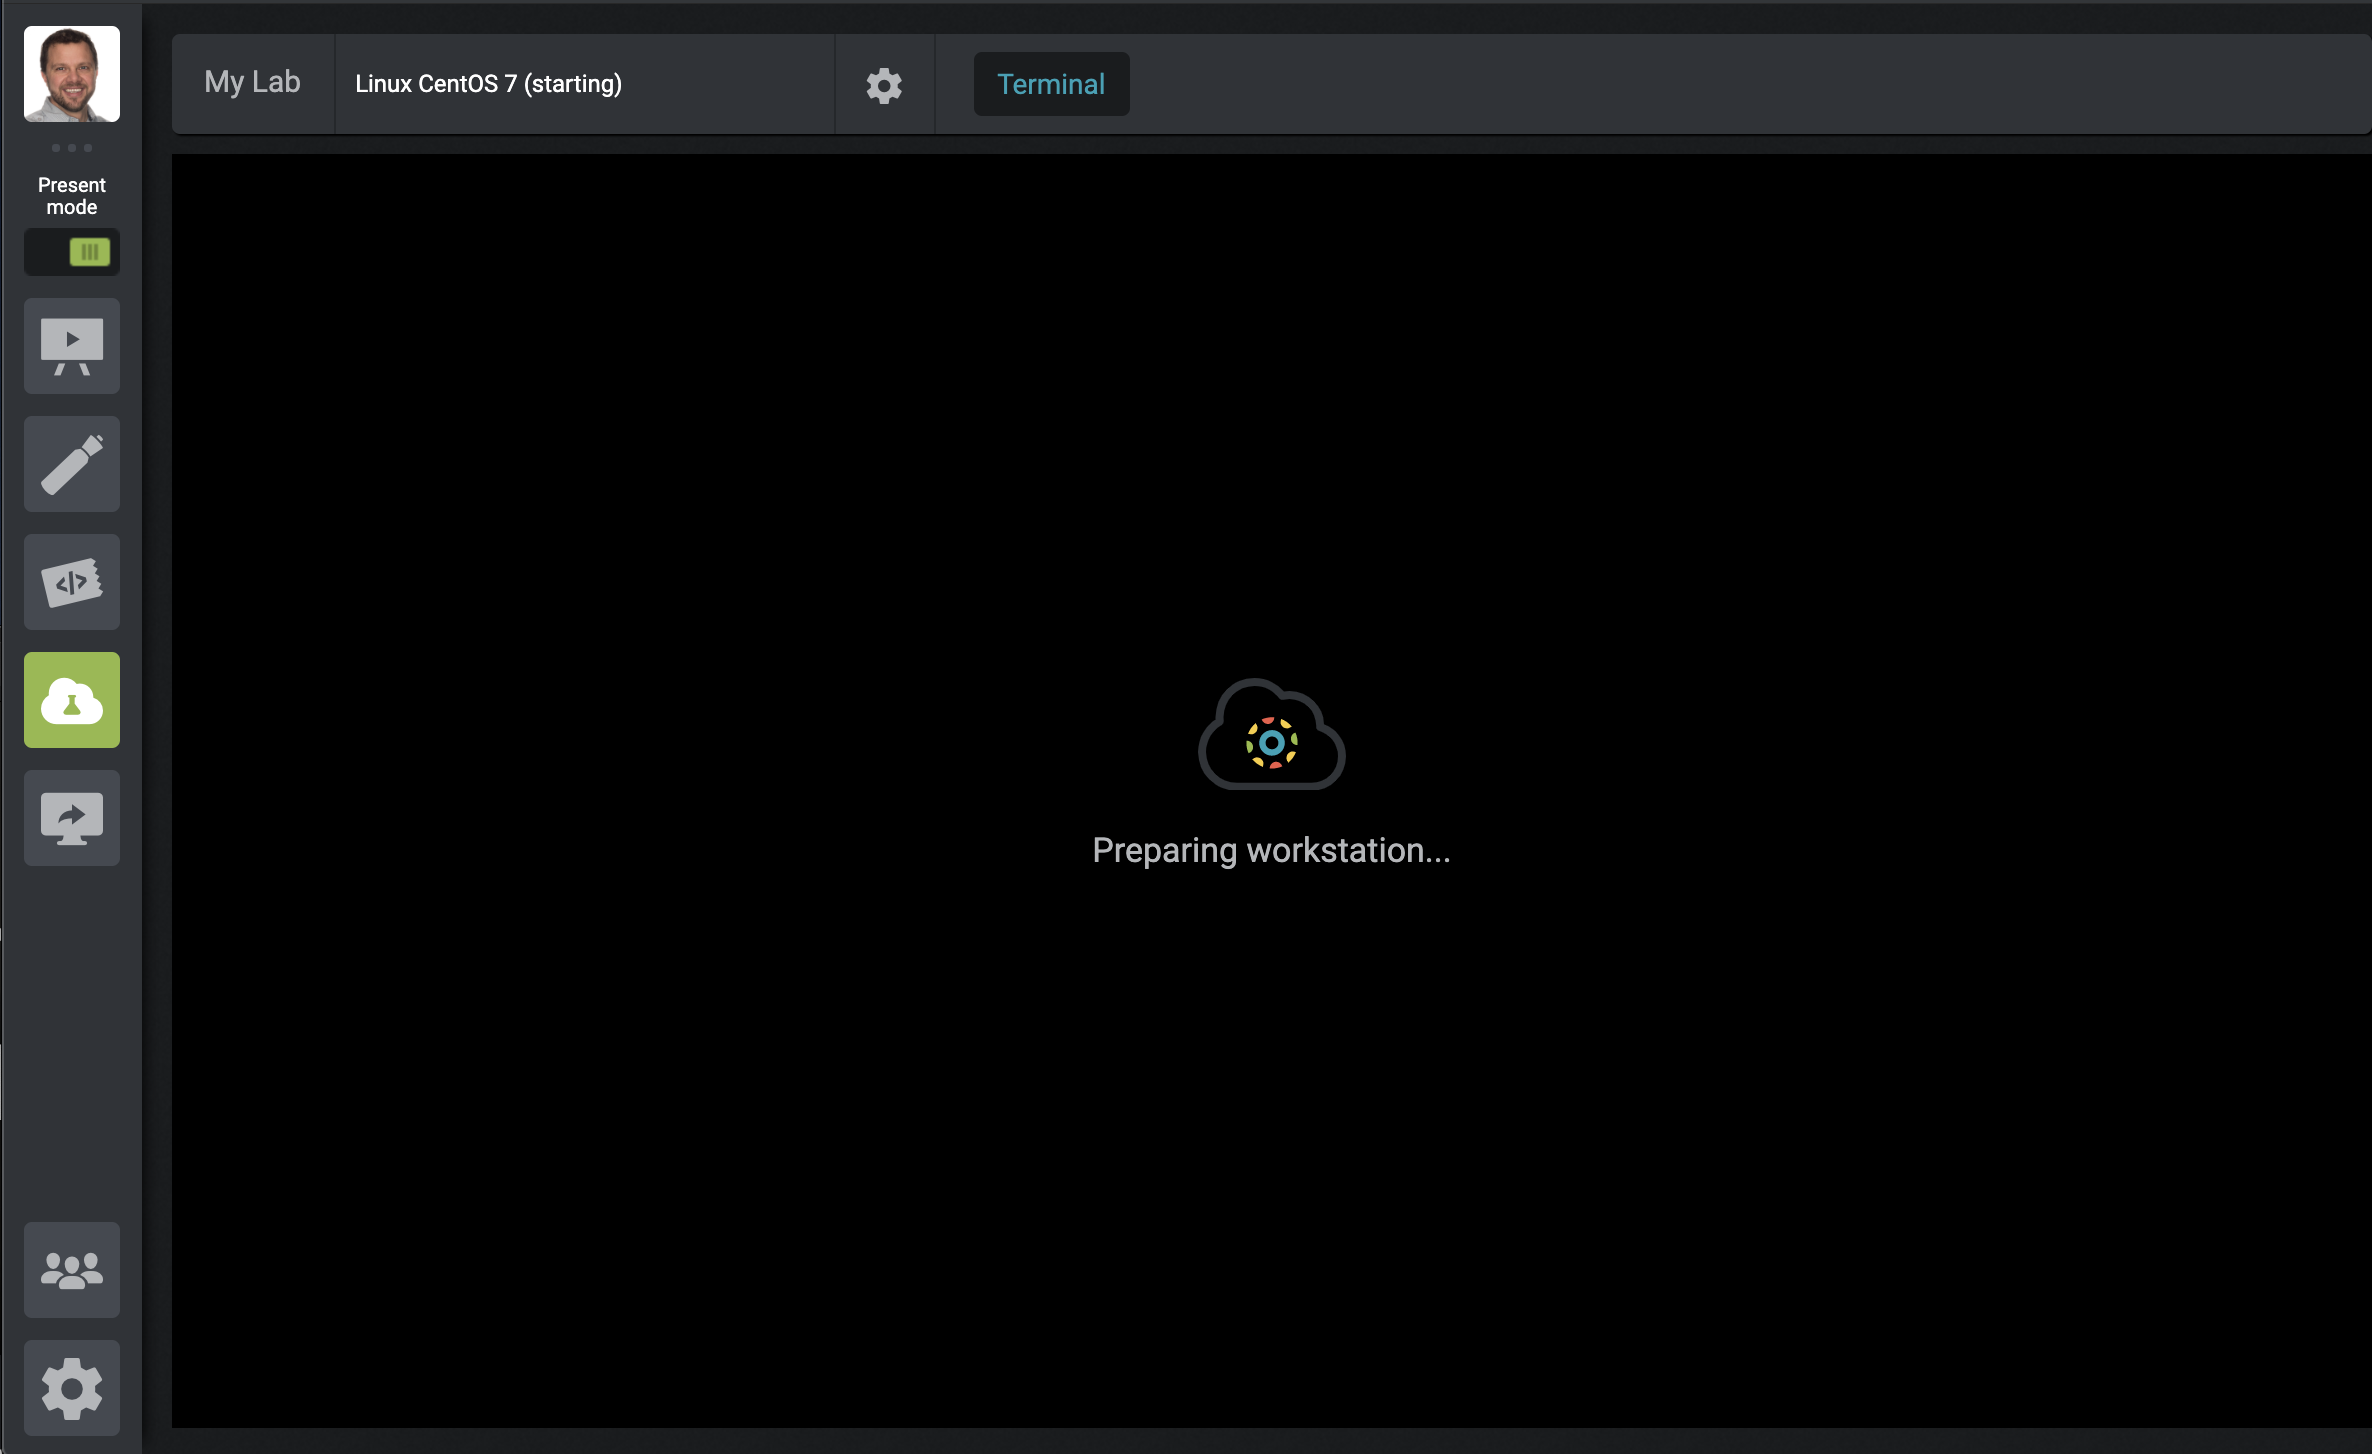 My Lab
Linux CentOS 7 (starting)
Terminal
Present
mode
</>
Preparing workstation...